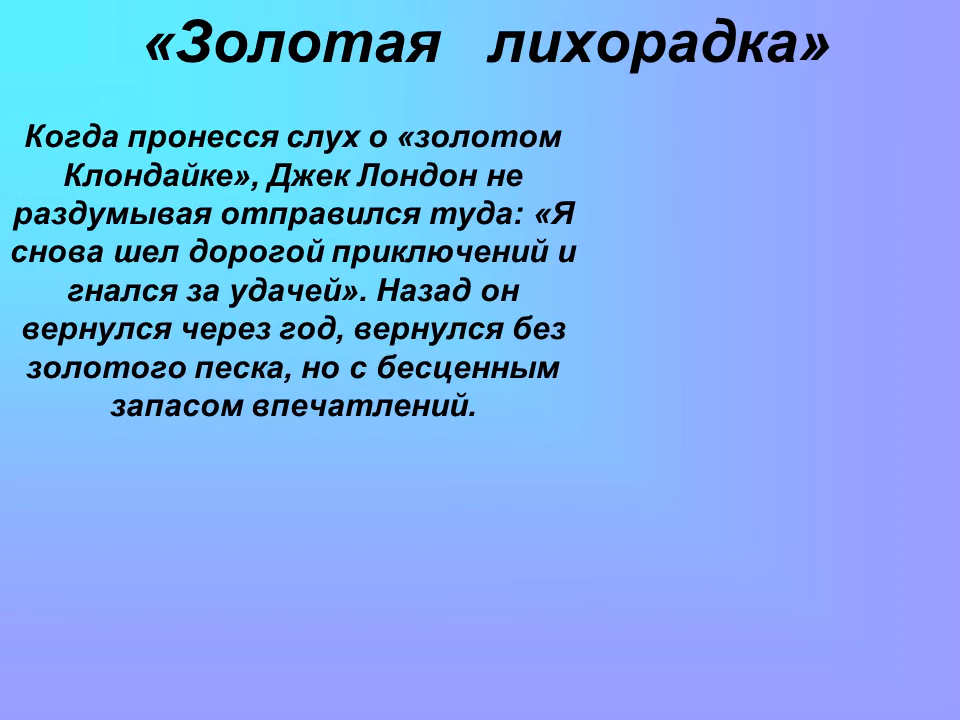 «Золотая лихорадка»
Когда пронесся слух о «золотом
Клондайке», Джек Лондон не
раздумывая отправился туда: «Я
снова шел дорогой приключений и
гнался за удачей». Назад он
вернулся через год, вернулся без
золотого песка, но с бесценным
запасом впечатлений.